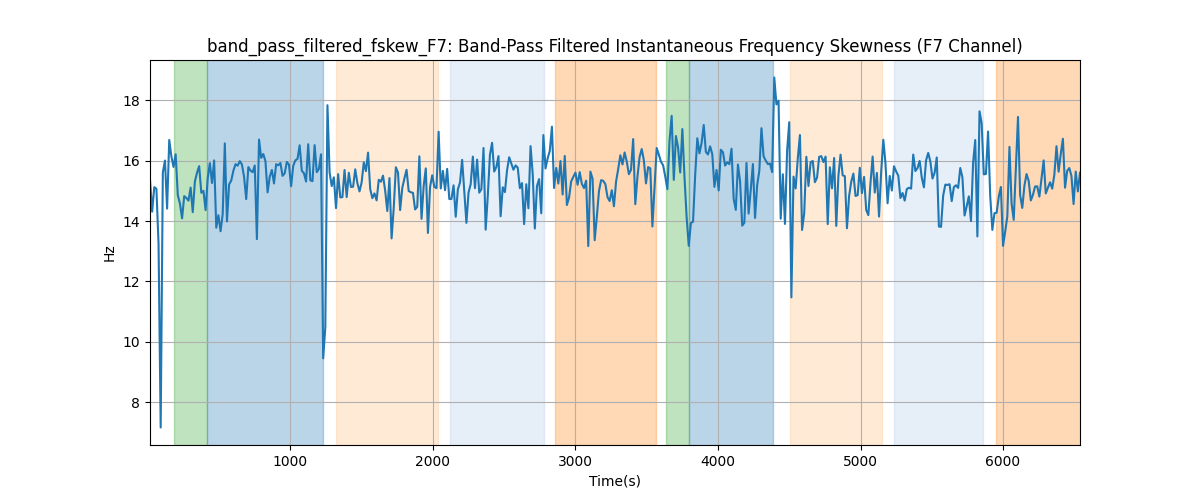 band_pass_filtered_fskew_F7: Band-Pass Filtered Instantaneous Frequency Skewness (F7 Channel)
18
16
14
12
10
8
Hz
1000 2000 3000 4000 5000 6000
Time(s)